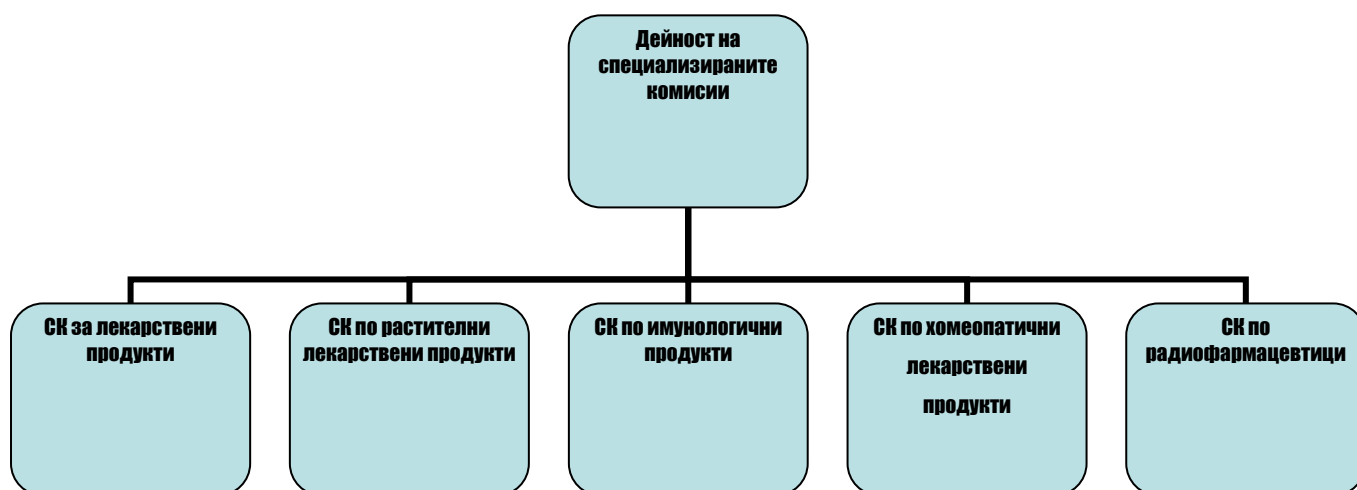 Дейност на
специализираните
комисии
СК за лекарствени
продукти
СК по растителни
лекарствени продукти
СК по имунологични
продукти
СК по хомеопатични
лекарствени
продукти
СК по
радиофармацевтици